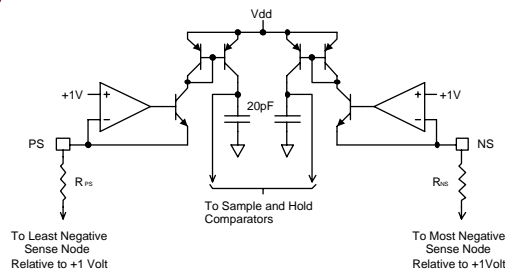 Vdd
+1V
+
−
20pF
+
−
+1V
PS
NS
R PS
RNS
To Sample and Hold
Comparators
To Least Negative
Sense Node
Relative to +1 Volt
To Most Negative
Sense Node
Relative to +1Volt